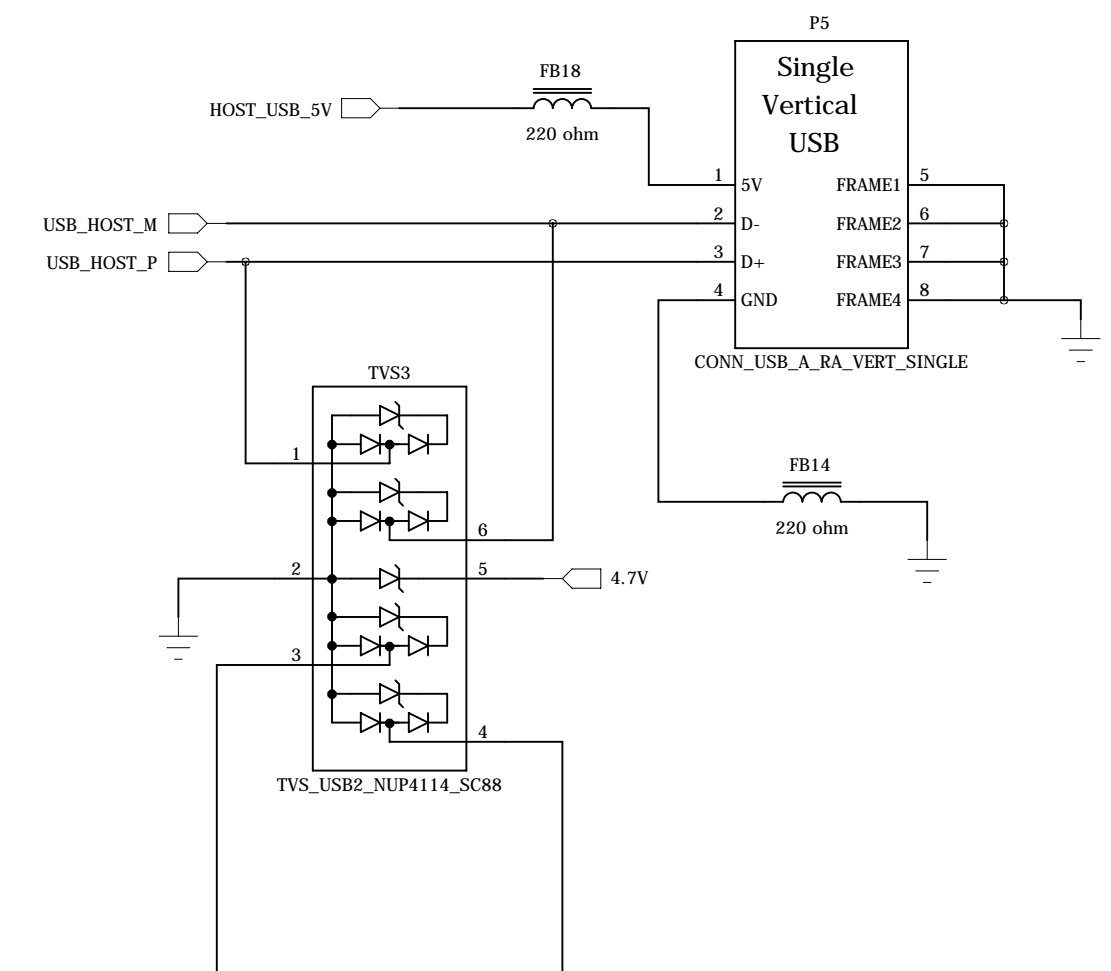 P5
Single
Vertical
USB
FB18
HOST_USB_5V
220 ohm
1
5V
FRAME1
5
USB_HOST_M
2
D-
FRAME2
6
USB_HOST_P
3
D+
FRAME3
7
4
GND
FRAME4
8
CONN_USB_A_RA_VERT_SINGLE
TVS3
1
FB14
220 ohm
6
2
5
4.7V
3
4
TVS_USB2_NUP4114_SC88